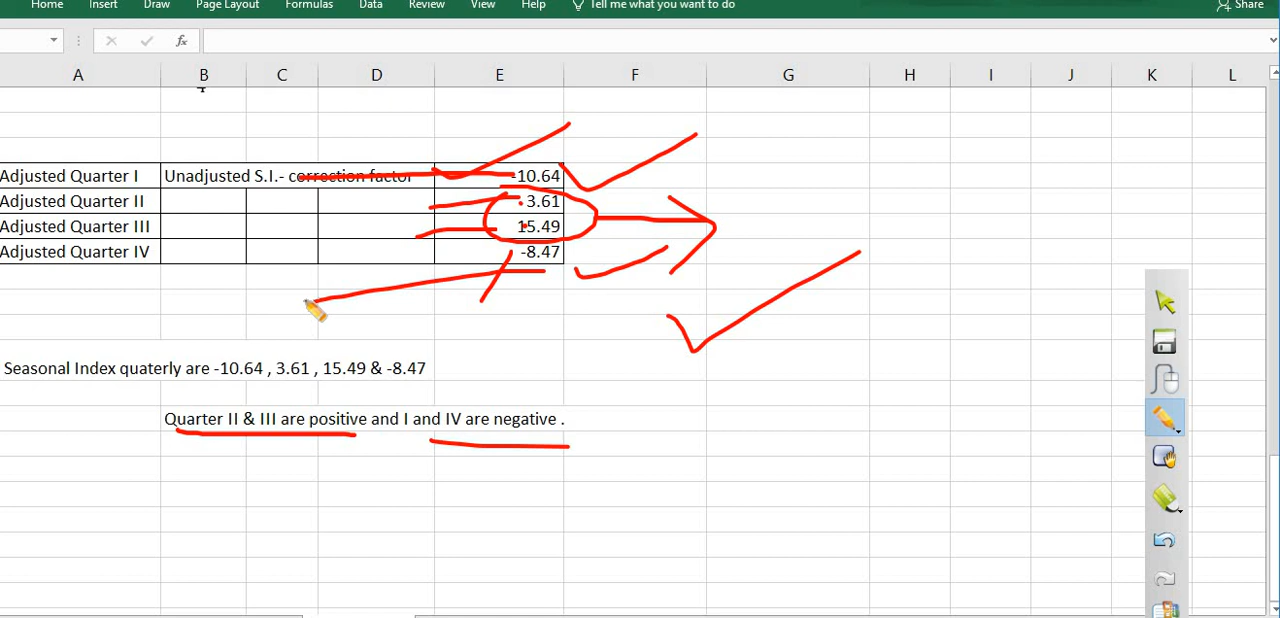 Home Insert Draw Page Layout Formulas Data Review View Help Tell me what you want to do Share
fx
A B C D E F G H I J K L
Adjusted Quarter I Unadjusted S.I.- correction factor -10.64
Adjusted Quarter II 3.61
Adjusted Quarter III 15.49
Adjusted Quarter IV -8.47
Seasonal Index quaterly are -10.64 , 3.61 , 15.49 & -8.47
Quarter II & III are positive and I and IV are negative .